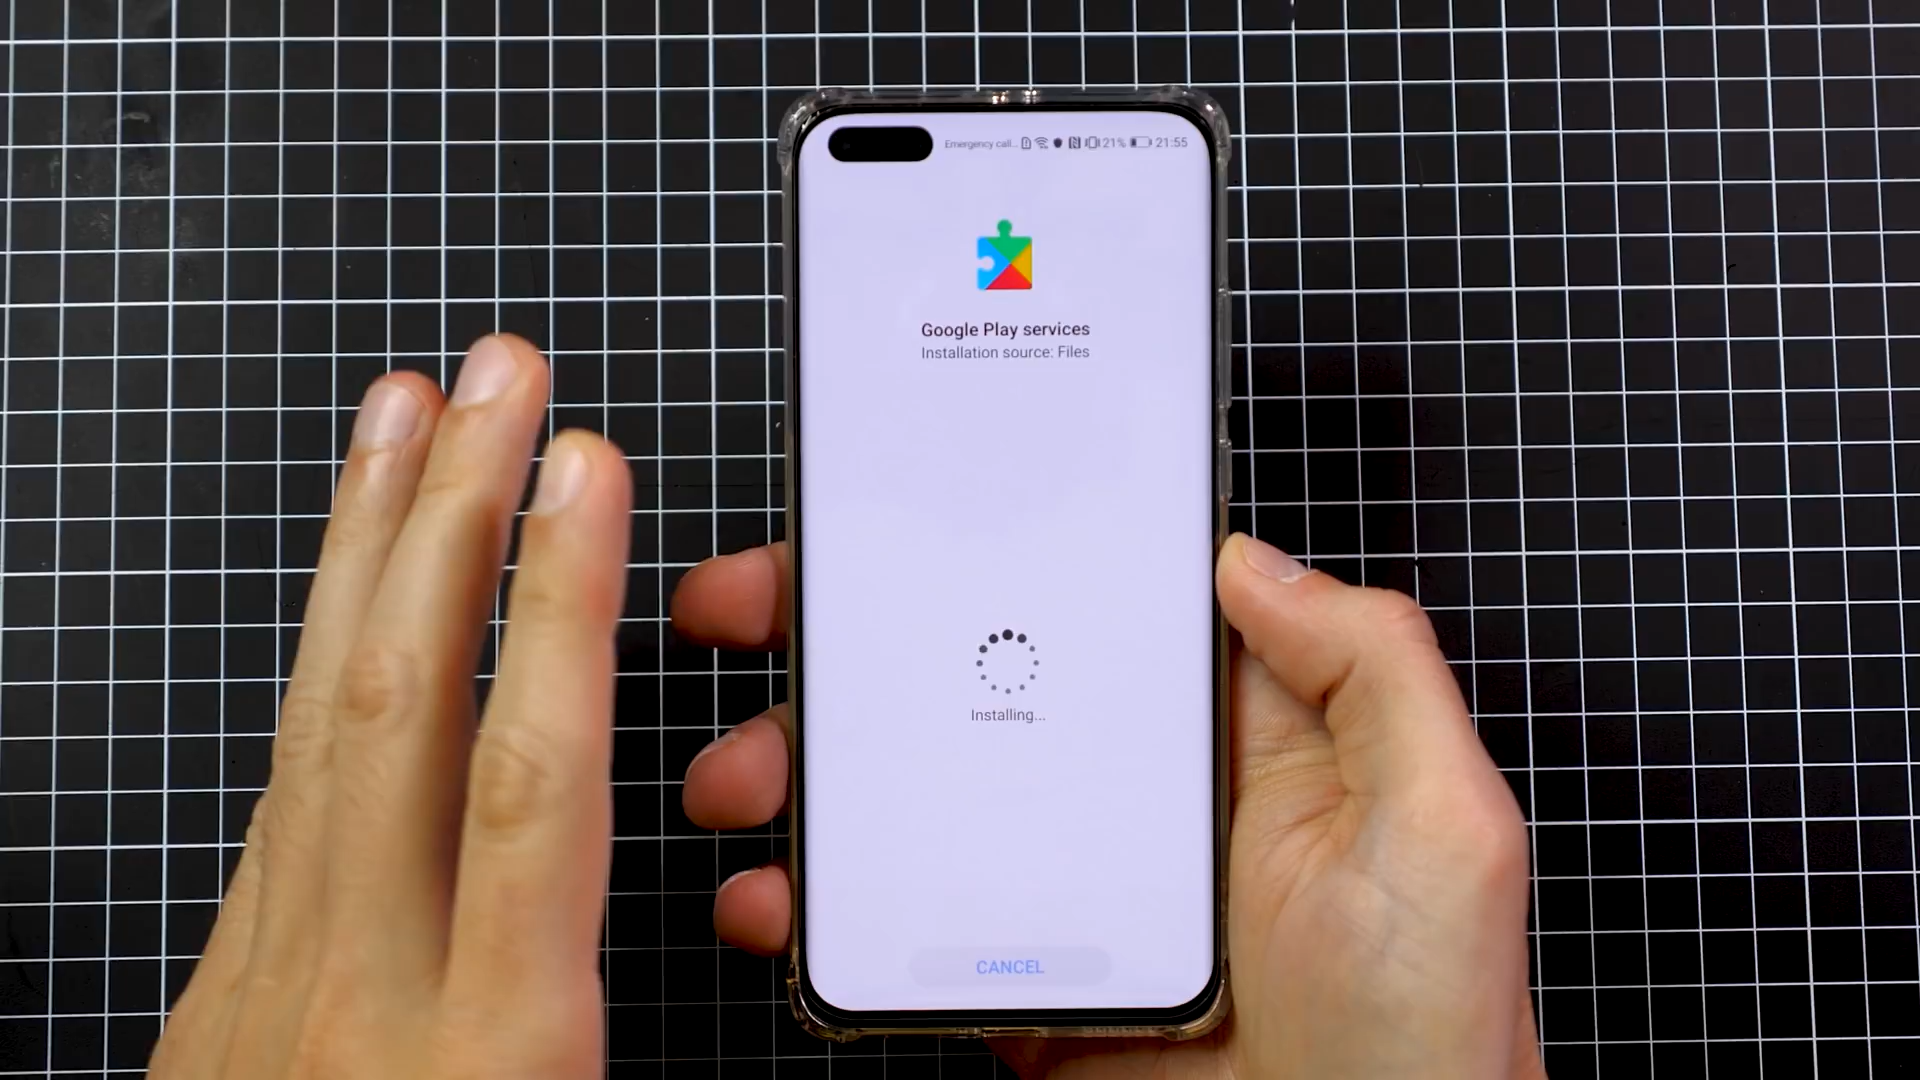 Emergency call... 21% 21:55
Google Play services
Installation source: Files
Installing...
CANCEL